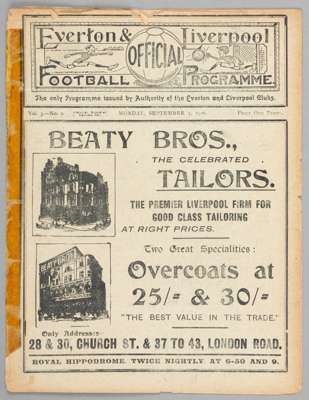 Everton & Liverpool
OFFICIAL
FOOTBALL PROGRAMME.
The only Programme issued by Authority of the Everton and Liverpool Clubs.
MONDAY, SEPTEMBER
BEATY BROS.,
THE CELEBRATED
TAILORS.
THE PREMIER LIVERPOOL FIRM FOR
GOOD CLASS TAILORING
AT RIGHT PRICES.
Two Great Specialities:
Overcoats at
25/= & 30/=
"THE BEST VALUE IN THE TRADE."
Only Addresses—
28 & 30, CHURCH ST. & 37 TO 43, LONDON ROAD.
ROYAL HIPPODROME, TWICE NIGHTLY, AT 6-50 AND 9.